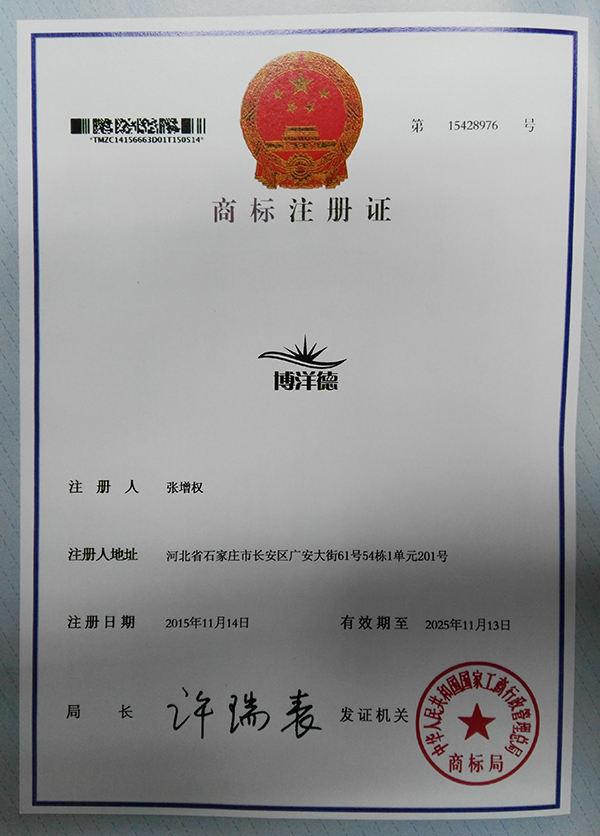 第 15428976 号
*TMZC14156663D01T150514*
商标注册证
博洋德
注册人 张增权
注册人地址 河北省石家庄市长安区广安大街61号54栋1单元201号
注册日期 2015年11月14日 有效期至 2025年11月13日
局长 许瑞表 发证机关
中华人民共和国国家工商行政管理总局
商标局